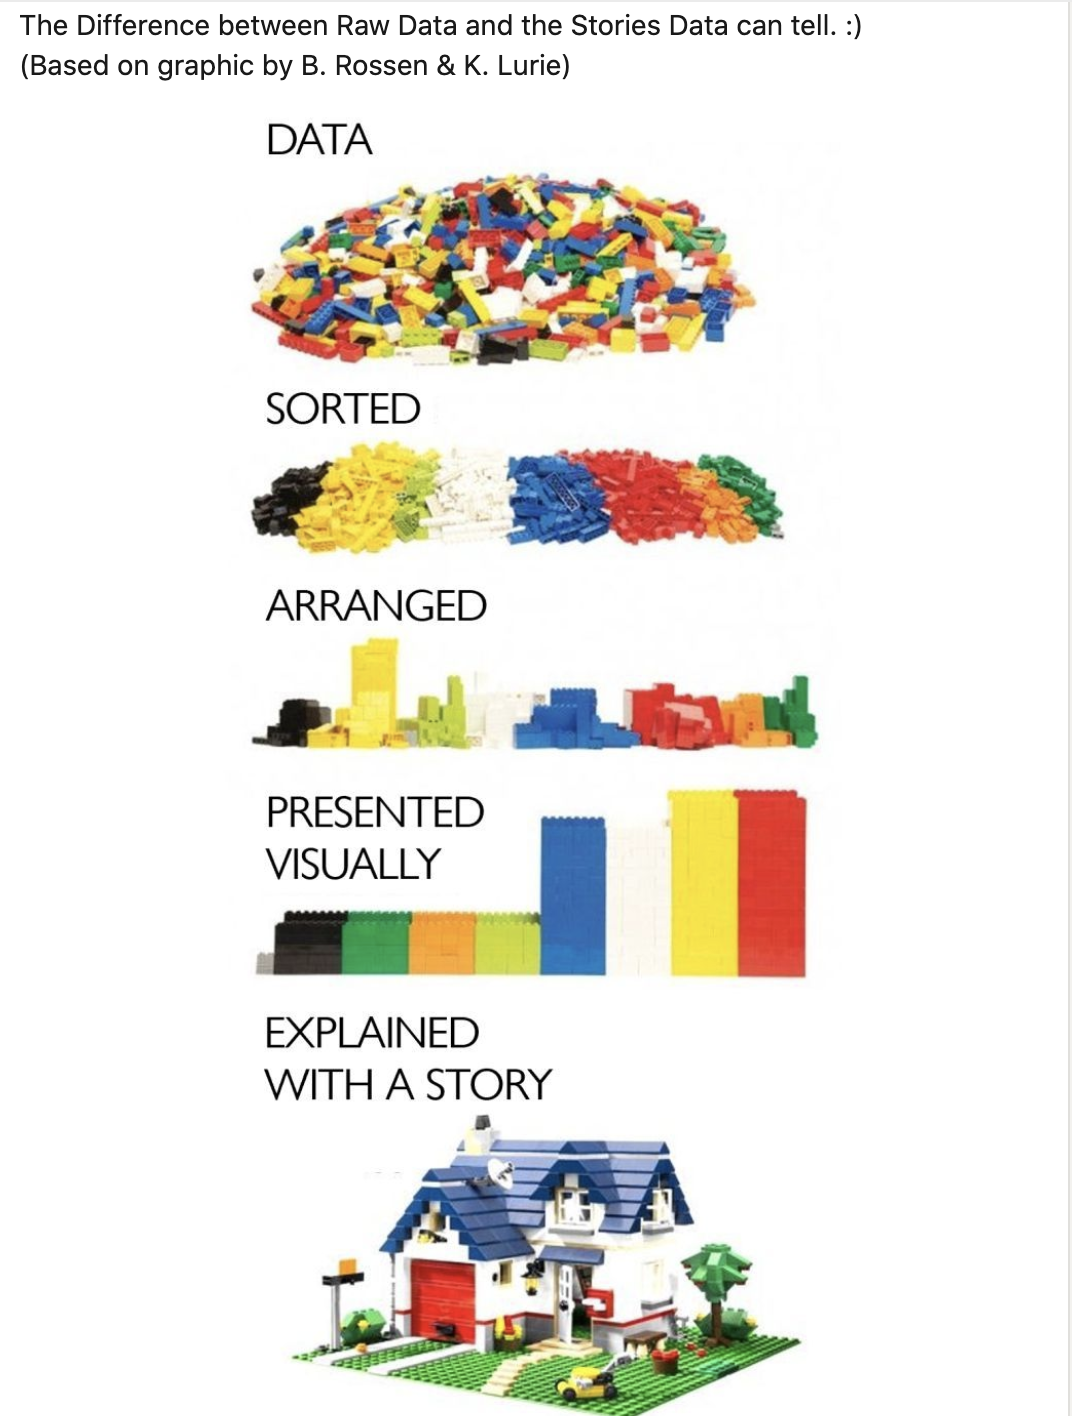 The Difference between Raw Data and the Stories Data can tell. :)
(Based on graphic by B. Rossen & K. Lurie)
DATA
SORTED
ARRANGED
PRESENTED
VISUALLY
EXPLAINED
WITH A STORY